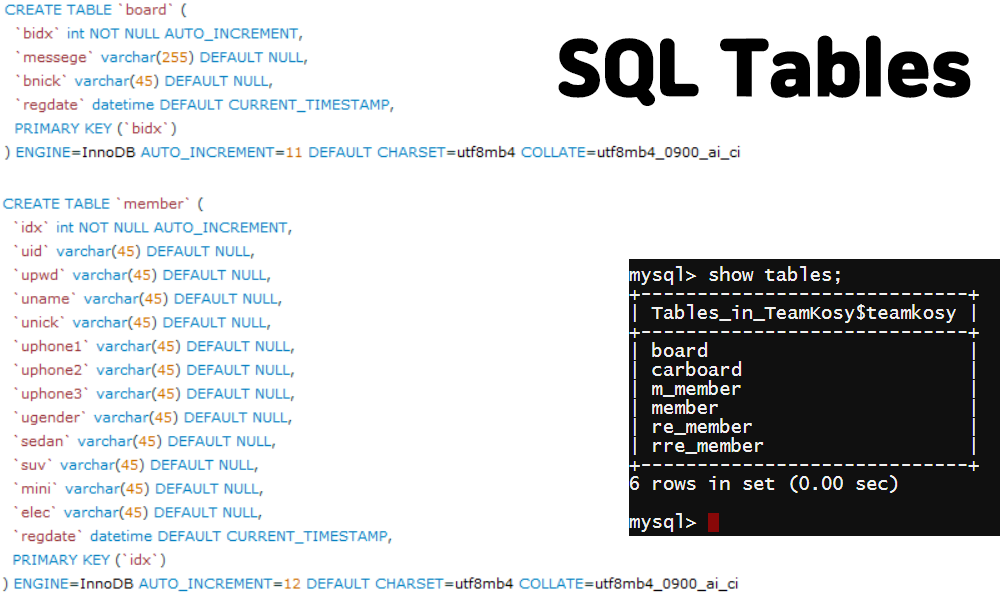 CREATE TABLE `board` (
`bidx` int NOT NULL AUTO_INCREMENT,
`messege` varchar(255) DEFAULT NULL,
`bnick` varchar(45) DEFAULT NULL,
`regdate` datetime DEFAULT CURRENT_TIMESTAMP,
PRIMARY KEY (`bidx`)
) ENGINE=InnoDB AUTO_INCREMENT=11 DEFAULT CHARSET=utf8mb4 COLLATE=utf8mb4_0900_ai_ci
SQL Tables
CREATE TABLE `member` (
`idx` int NOT NULL AUTO_INCREMENT,
`uid` varchar(45) DEFAULT NULL,
`upwd` varchar(45) DEFAULT NULL,
`uname` varchar(45) DEFAULT NULL,
`unick` varchar(45) DEFAULT NULL,
`uphone1` varchar(45) DEFAULT NULL,
`uphone2` varchar(45) DEFAULT NULL,
`uphone3` varchar(45) DEFAULT NULL,
`ugender` varchar(45) DEFAULT NULL,
`sedan` varchar(45) DEFAULT NULL,
`suv` varchar(45) DEFAULT NULL,
`mini` varchar(45) DEFAULT NULL,
`elec` varchar(45) DEFAULT NULL,
`regdate` datetime DEFAULT CURRENT_TIMESTAMP,
PRIMARY KEY (`idx`)
) ENGINE=InnoDB AUTO_INCREMENT=12 DEFAULT CHARSET=utf8mb4 COLLATE=utf8mb4_0900_ai_ci
mysql> show tables;
+-----------------------------+
| Tables_in_TeamKosy$teamkosy |
+-----------------------------+
| board                       |
| carboard                    |
| m_member                    |
| member                      |
| re_member                   |
| rre_member                  |
+-----------------------------+
6 rows in set (0.00 sec)
mysql>